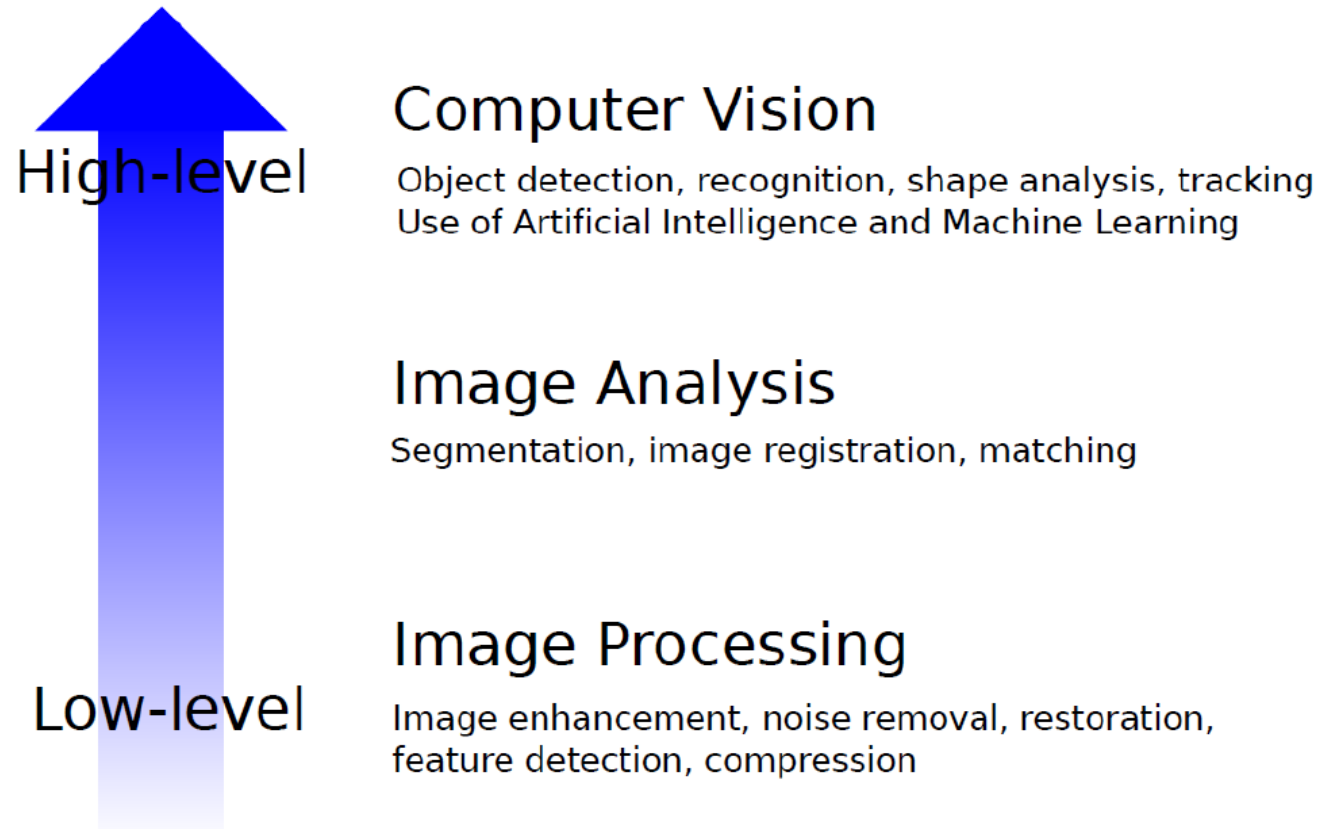 Computer Vision
High-level
Object detection, recognition, shape analysis, tracking
Use of Artificial Intelligence and Machine Learning
Image Analysis
Segmentation, image registration, matching
Image Processing
Low-level
Image enhancement, noise removal, restoration,
feature detection, compression